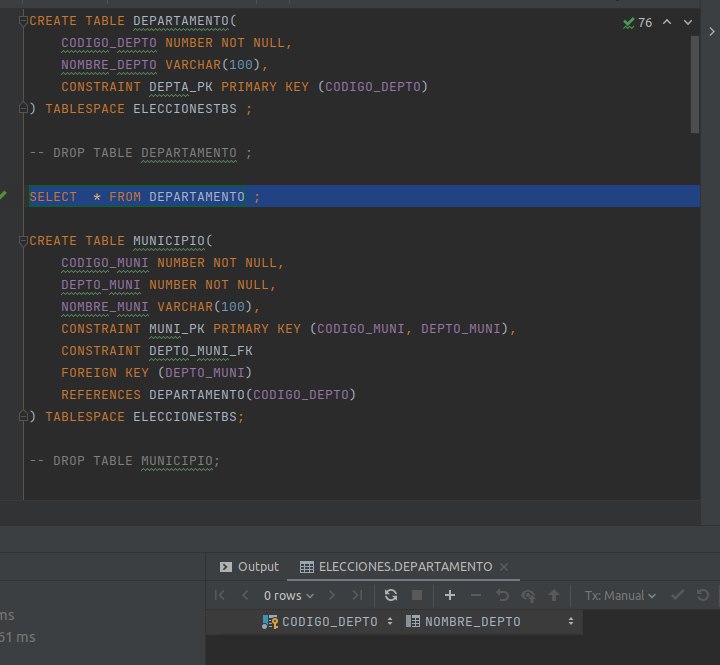 CREATE TABLE DEPARTAMENTO(
76
CODIGO_DEPTO NUMBER NOT NULL,
NOMBRE_DEPTO VARCHAR(100),
CONSTRAINT DEPTA_PK PRIMARY KEY (CODIGO_DEPTO)
) TABLESPACE ELECCIONESTBS ;
-- DROP TABLE DEPARTAMENTO ;
SELECT  * FROM DEPARTAMENTO ;
CREATE TABLE MUNICIPIO(
CODIGO_MUNI NUMBER NOT NULL,
DEPTO_MUNI NUMBER NOT NULL,
NOMBRE_MUNI VARCHAR(100),
CONSTRAINT MUNI_PK PRIMARY KEY (CODIGO_MUNI, DEPTO_MUNI),
CONSTRAINT DEPTO_MUNI_FK
FOREIGN KEY (DEPTO_MUNI)
REFERENCES DEPARTAMENTO(CODIGO_DEPTO)
) TABLESPACE ELECCIONESTBS;
-- DROP TABLE MUNICIPIO;
Output ELECCIONES.DEPARTAMENTO
0 rows Tx: Manual
ms
61 ms
CODIGO_DEPTO NOMBRE_DEPTO